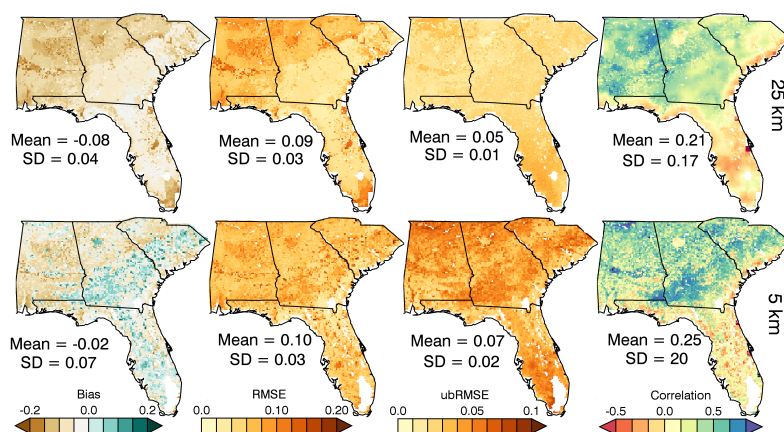 Mean = -0.08
SD = 0.04
Mean = 0.09
SD = 0.03
Mean = 0.05
SD = 0.01
Mean = 0.21
SD = 0.17
25 km
Mean = -0.02
SD = 0.07
Mean = 0.10
SD = 0.03
Mean = 0.07
SD = 0.02
Mean = 0.25
SD = 20
5 km
Bias
-0.2 0.0 0.2
RMSE
0.0 0.10 0.20
ubRMSE
0.0 0.05 0.1
Correlation
-0.5 0.0 0.5